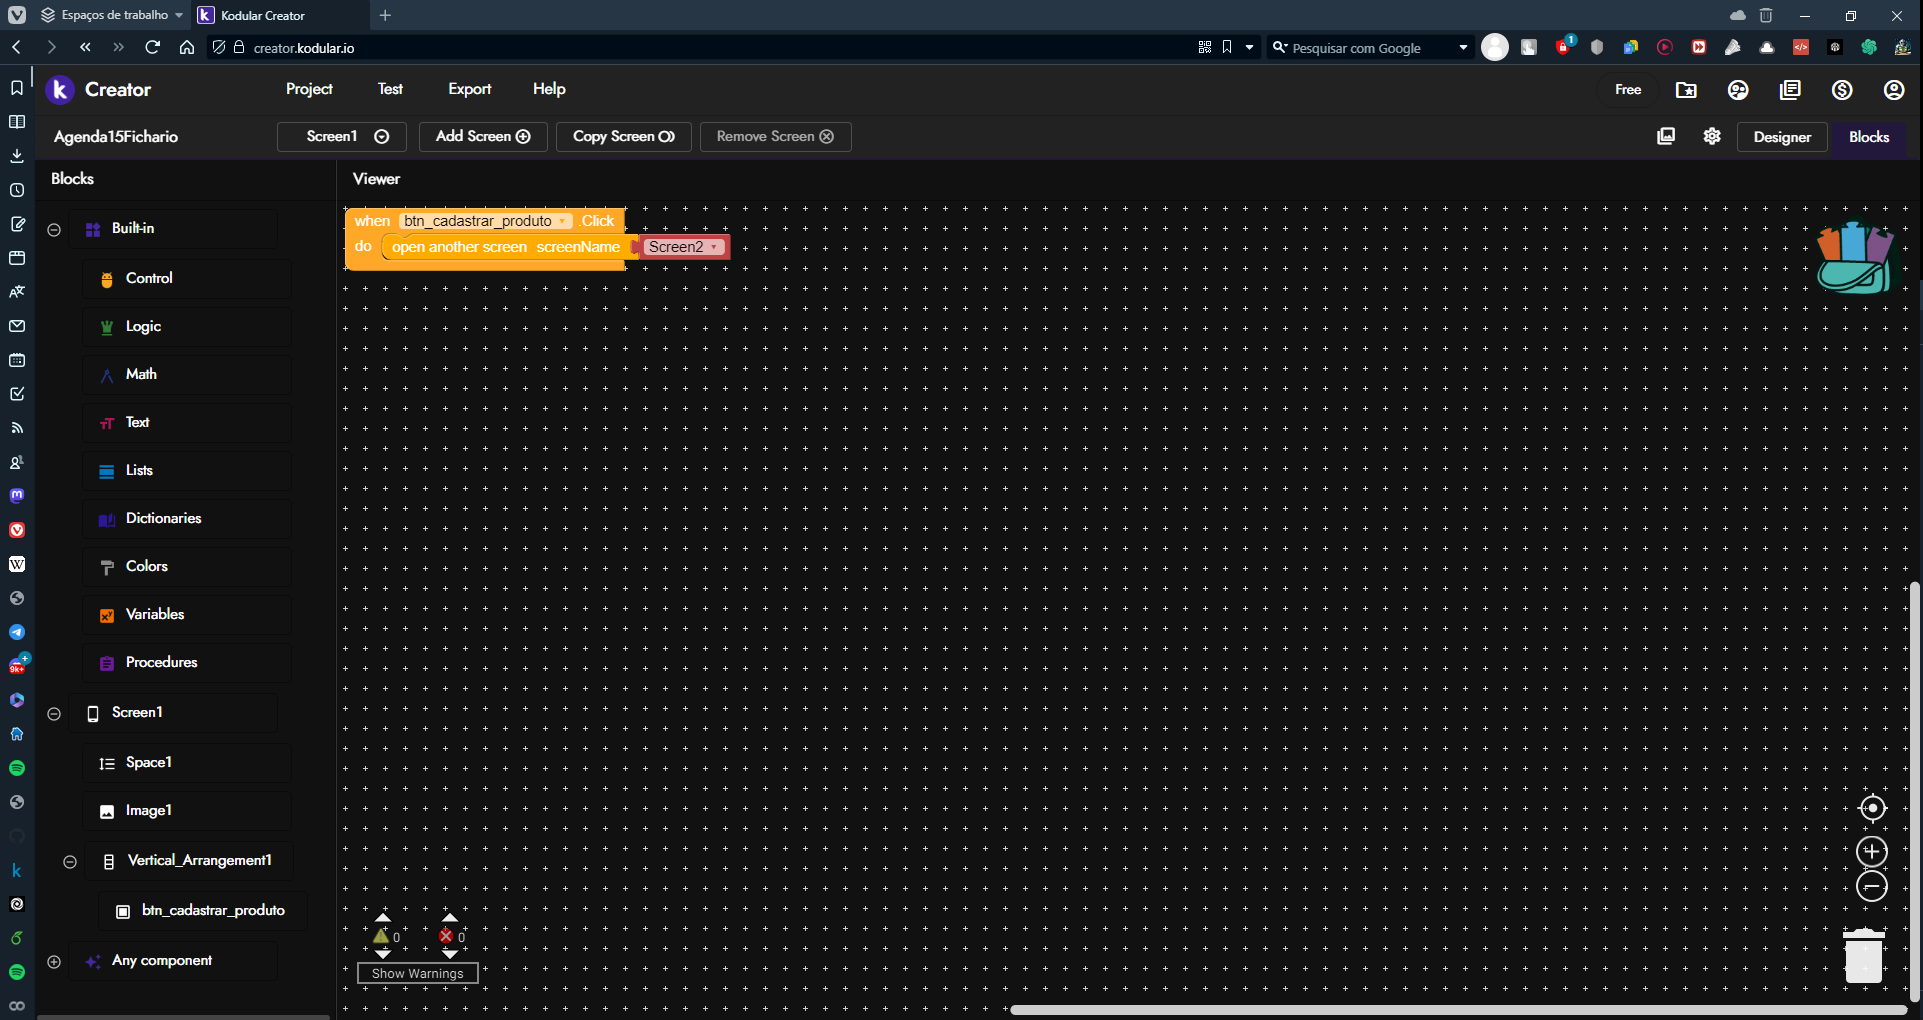 Espaços de trabalho
Kodular Creator
creator.kodular.io
Pesquisar com Google
1
Creator
Project
Test
Export
Help
Free
Agenda15Fichario
Screen1
Add Screen
Copy Screen
Remove Screen
Designer
Blocks
Blocks
Viewer
Built-in
Control
Logic
Math
Text
Lists
Dictionaries
Colors
Variables
Procedures
Screen1
Space1
Image1
Vertical_Arrangement1
btn_cadastrar_produto
Any component
when btn_cadastrar_produto .Click
do open another screen screenName Screen2
0
0
Show Warnings
9K+